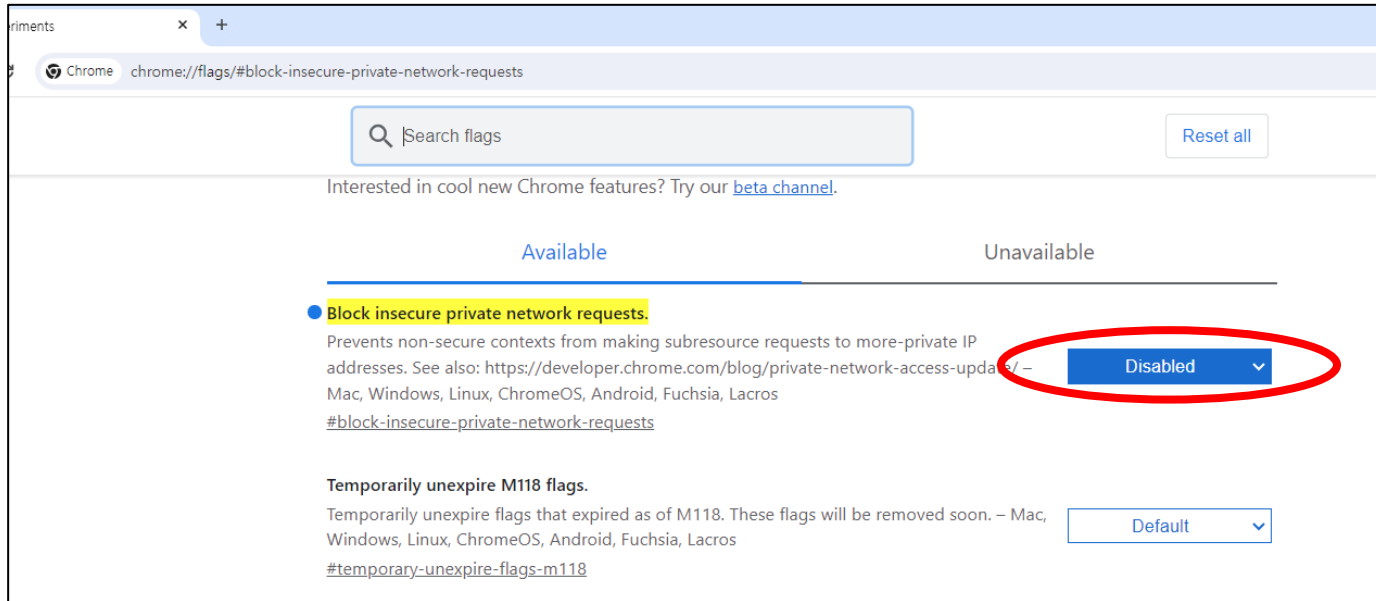 eriments
Chrome chrome://flags/#block-insecure-private-network-requests
Search flags
Reset all
Interested in cool new Chrome features? Try our beta channel.
Available
Unavailable
Block insecure private network requests.
Prevents non-secure contexts from making subresource requests to more-private IP
addresses. See also: https://developer.chrome.com/blog/private-network-access-update/ –
Mac, Windows, Linux, ChromeOS, Android, Fuchsia, Lacros
#block-insecure-private-network-requests
Disabled
Temporarily unexpire M118 flags.
Temporarily unexpire flags that expired as of M118. These flags will be removed soon. – Mac,
Windows, Linux, ChromeOS, Android, Fuchsia, Lacros
#temporary-unexpire-flags-m118
Default